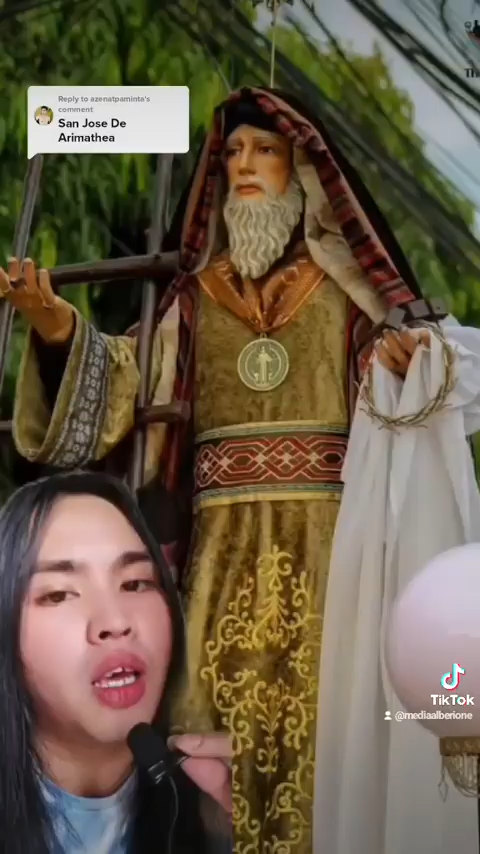 Reply to azenatpaminta's
comment
San Jose De
Arimathea
TikTok
@mediaalberione